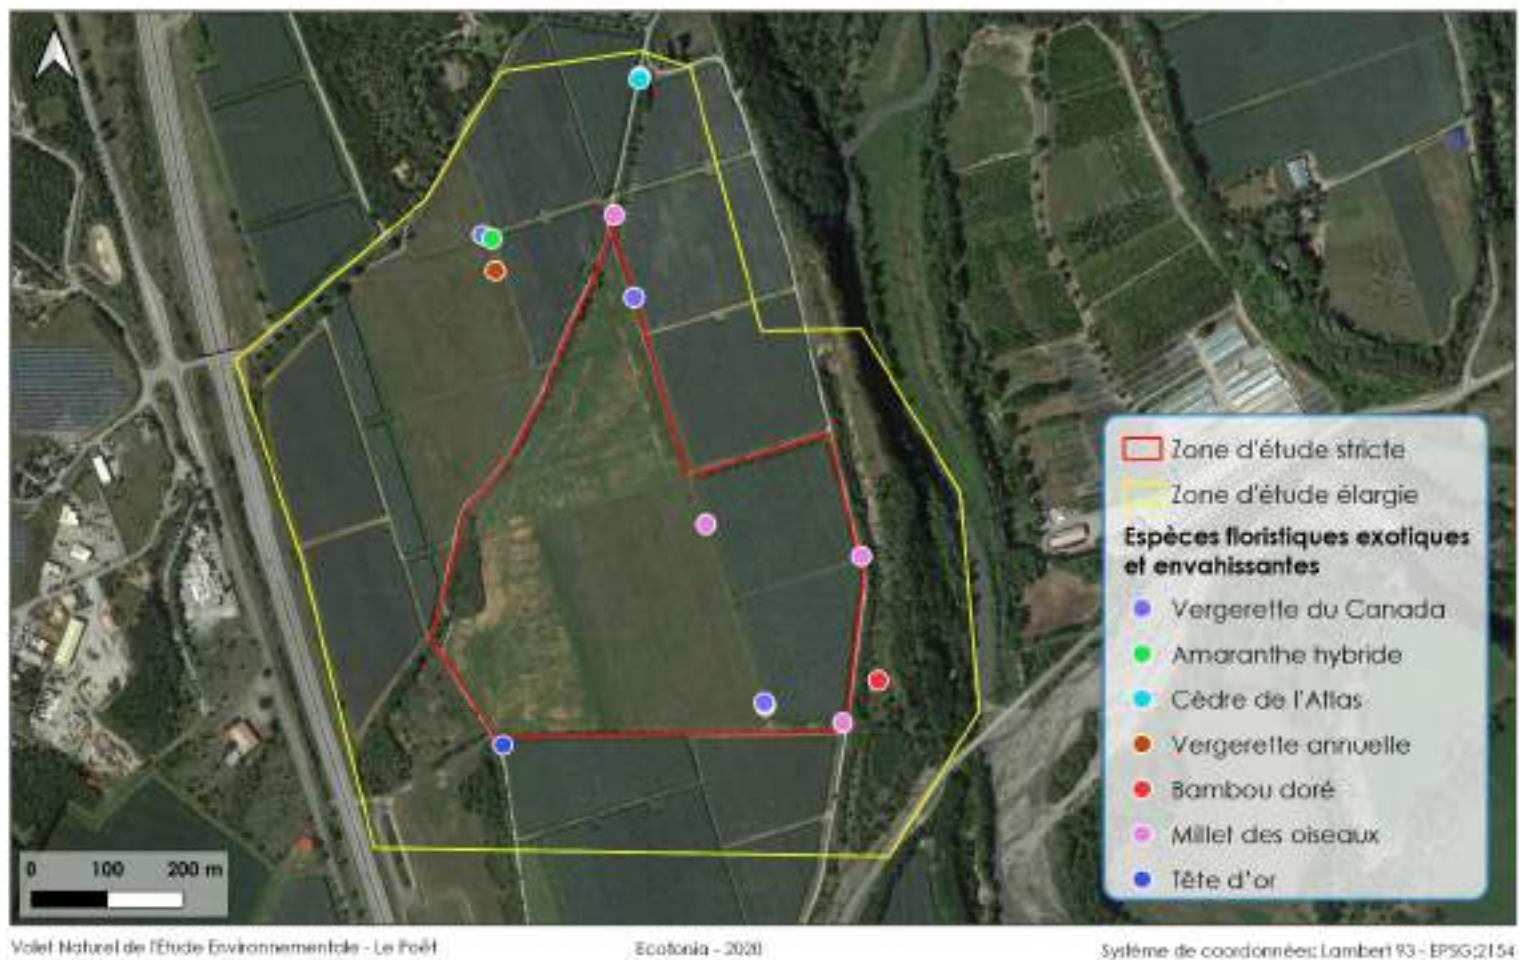 Zone d'étude stricte
Zone d'étude élargie
Espèces floristiques exotiques
et envahissantes
Vergerette du Canada
Amaranthe hybride
Cèdre de l'Atlas
Vergerette annuelle
Bambou doré
Millet des oiseaux
Tête d'or
0 100 200 m
Volet Naturel de l'Etude Environnementale - Le Poët
Ecotonia - 2020
Système de coordonnées: Lambert 93 - EPSG:2154